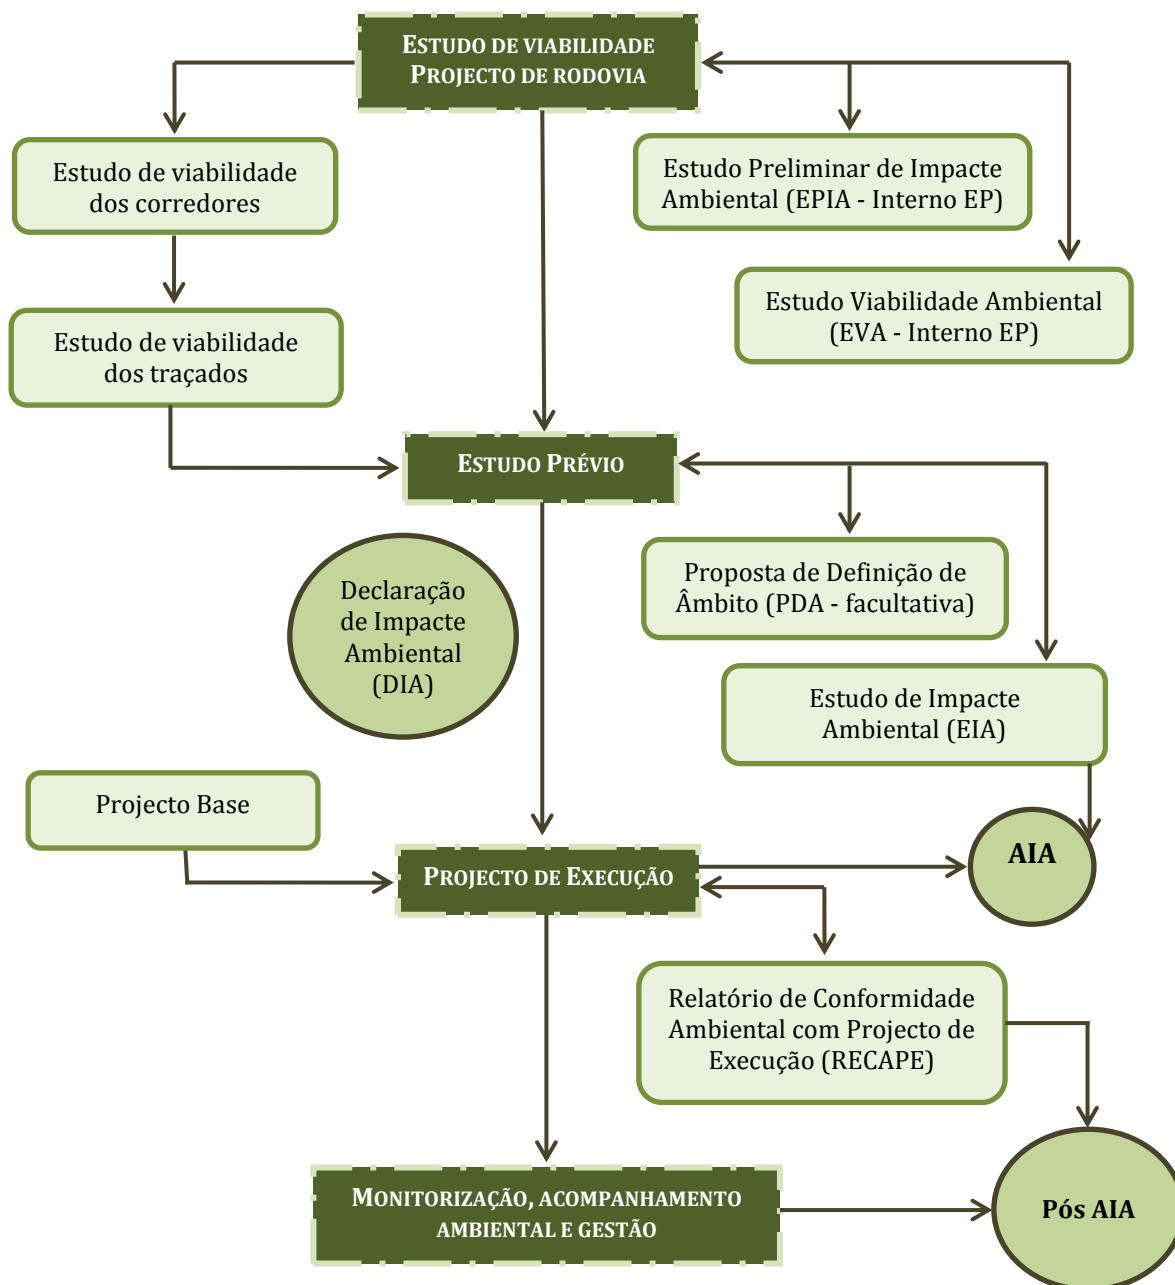 ESTUDO DE VIABILIDADE
PROJECTO DE RODOVIA
Estudo de viabilidade
dos corredores
Estudo Preliminar de Impacte
Ambiental (EPIA - Interno EP)
Estudo Viabilidade Ambiental
(EVA - Interno EP)
Estudo de viabilidade
dos traçados
ESTUDO PRÉVIO
Proposta de Definição de
Âmbito (PDA - facultativa)
Declaração
de Impacte
Ambiental
(DIA)
Estudo de Impacte
Ambiental (EIA)
Projecto Base
AIA
PROJECTO DE EXECUÇÃO
Relatório de Conformidade
Ambiental com Projecto de
Execução (RECAPE)
MONITORIZAÇÃO, ACOMPANHAMENTO
AMBIENTAL E GESTÃO
Pós AIA